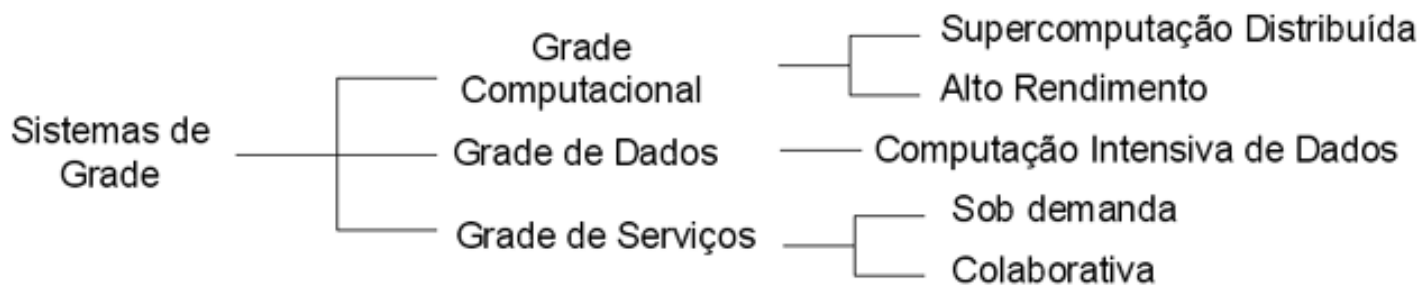 Sistemas de
Grade
Grade
Computacional
Supercomputação Distribuída
Alto Rendimento
Grade de Dados
Computação Intensiva de Dados
Grade de Serviços
Sob demanda
Colaborativa